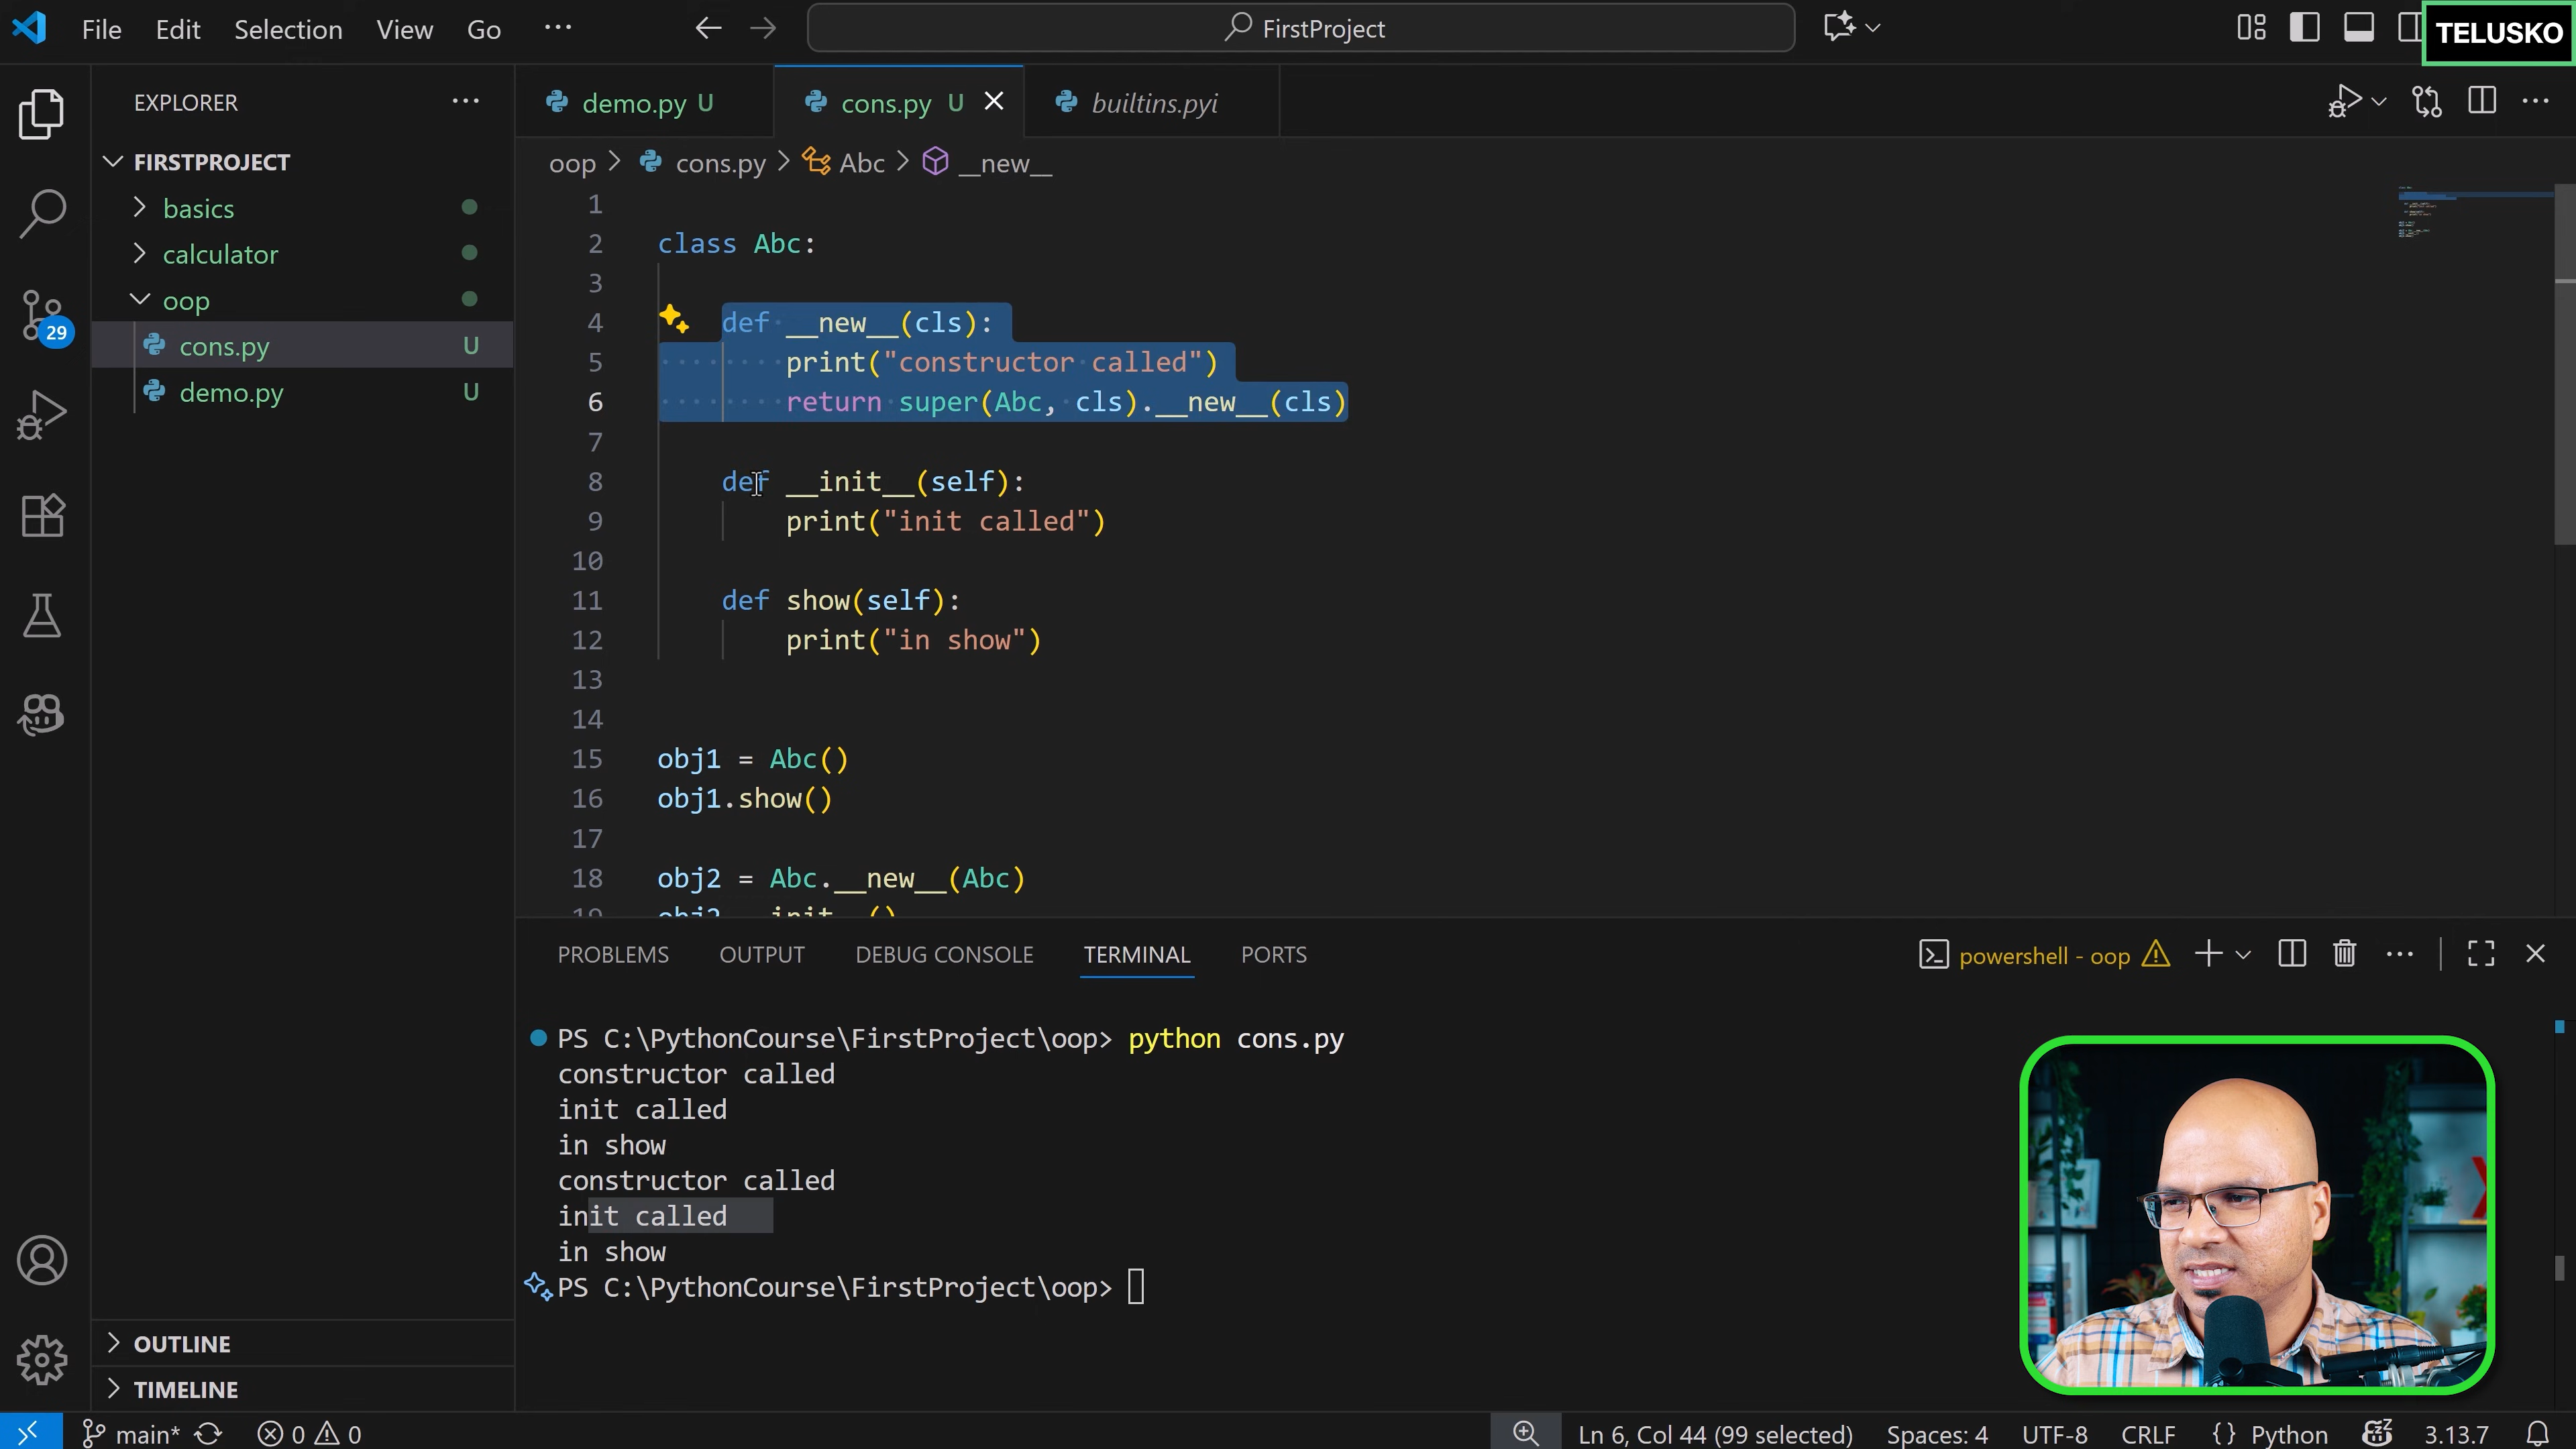 File Edit Selection View Go ··· FirstProject TELUSKO
EXPLORER ···
FIRSTPROJECT
basics
calculator
oop
cons.py U
demo.py U
OUTLINE
TIMELINE
29
demo.py U cons.py U builtins.pyi
oop > cons.py > Abc > __new__
1
2 class Abc:
3
4 def __new__(cls):
5 print("constructor called")
6 return super(Abc, cls).__new__(cls)
7
8 def __init__(self):
9 print("init called")
10
11 def show(self):
12 print("in show")
13
14
15 obj1 = Abc()
16 obj1.show()
17
18 obj2 = Abc.__new__(Abc)
PROBLEMS OUTPUT DEBUG CONSOLE TERMINAL PORTS powershell - oop
PS C:\PythonCourse\FirstProject\oop> python cons.py
constructor called
init called
in show
constructor called
init called
in show
PS C:\PythonCourse\FirstProject\oop>
main* 0 0 Ln 6, Col 44 (99 selected) Spaces: 4 UTF-8 CRLF {} Python 3.13.7